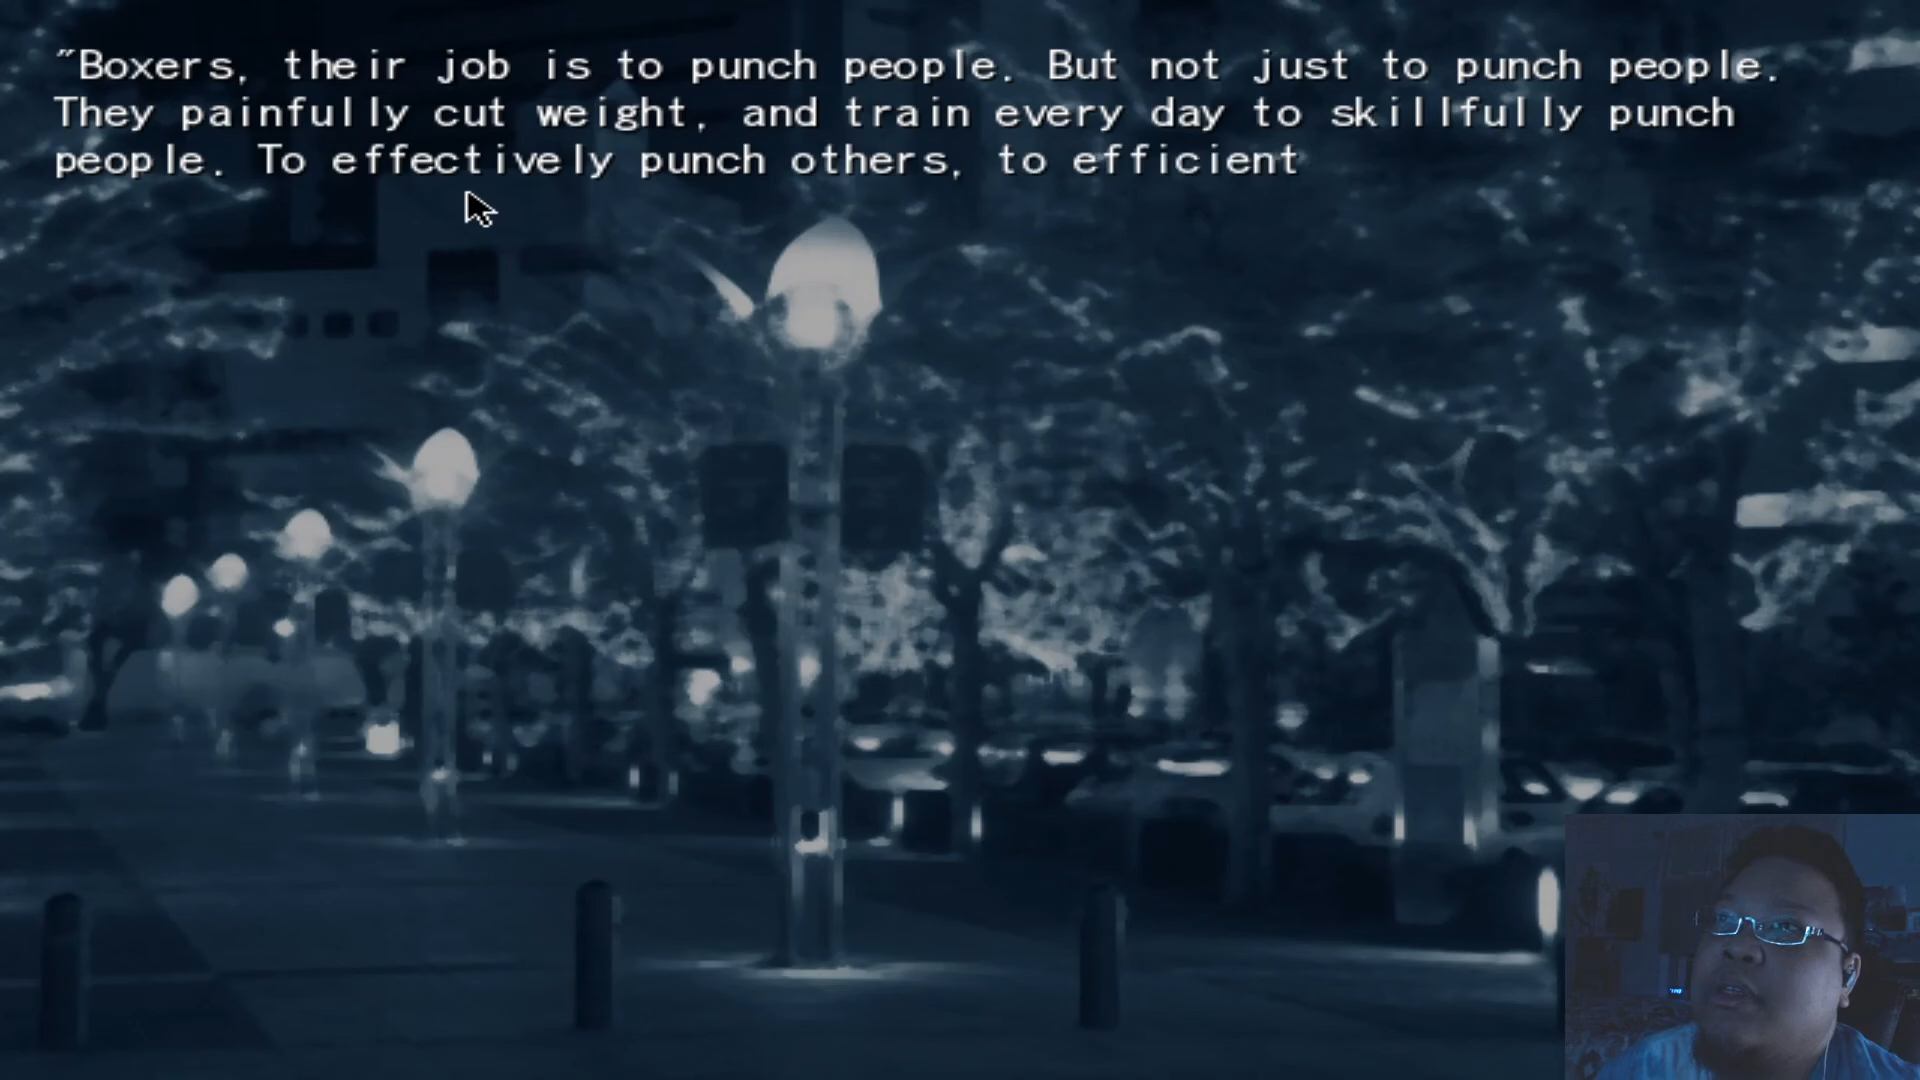 "Boxers, their job is to punch people. But not just to punch people.
They painfully cut weight, and train every day to skillfully punch
people. To effectively punch others, to efficient